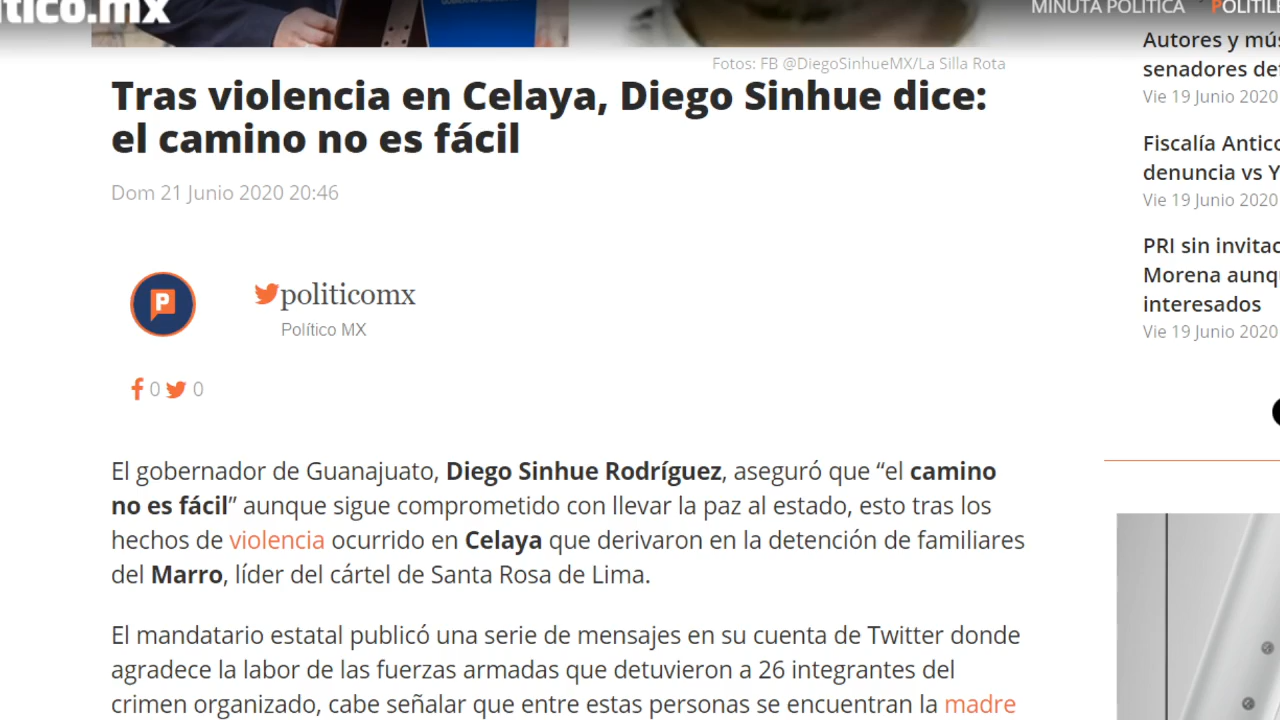 tico.mx
MINUTA POLÍTICA
Fotos: FB @DiegoSinhueMX/La Silla Rota
Tras violencia en Celaya, Diego Sinhue dice:
el camino no es fácil
Dom 21 Junio 2020 20:46
politicomx
Político MX
0 0
El gobernador de Guanajuato, Diego Sinhue Rodríguez, aseguró que “el camino
no es fácil” aunque sigue comprometido con llevar la paz al estado, esto tras los
hechos de violencia ocurrido en Celaya que derivaron en la detención de familiares
del Marro, líder del cártel de Santa Rosa de Lima.
El mandatario estatal publicó una serie de mensajes en su cuenta de Twitter donde
agradece la labor de las fuerzas armadas que detuvieron a 26 integrantes del
crimen organizado, cabe señalar que entre estas personas se encuentran la madre
Autores y
senadores
Vie 19 Junio 2020
Fiscalía
denuncia vs
Vie 19 Junio 2020
PRI sin
Morena
interesados
Vie 19 Junio 2020